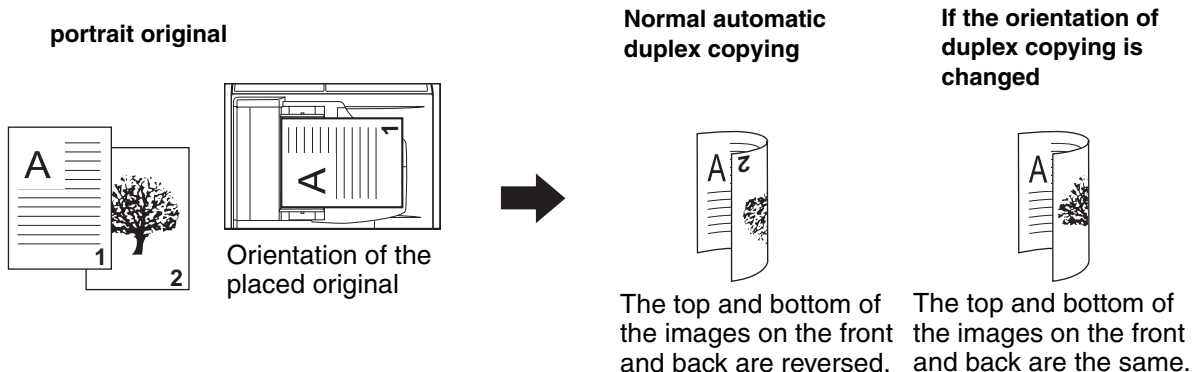 portrait original
A
1
2
1
A
Orientation of the
placed original
Normal automatic
duplex copying
A
2
The top and bottom of
the images on the front
and back are reversed.
If the orientation of
duplex copying is
changed
A
The top and bottom of
the images on the front
and back are the same.